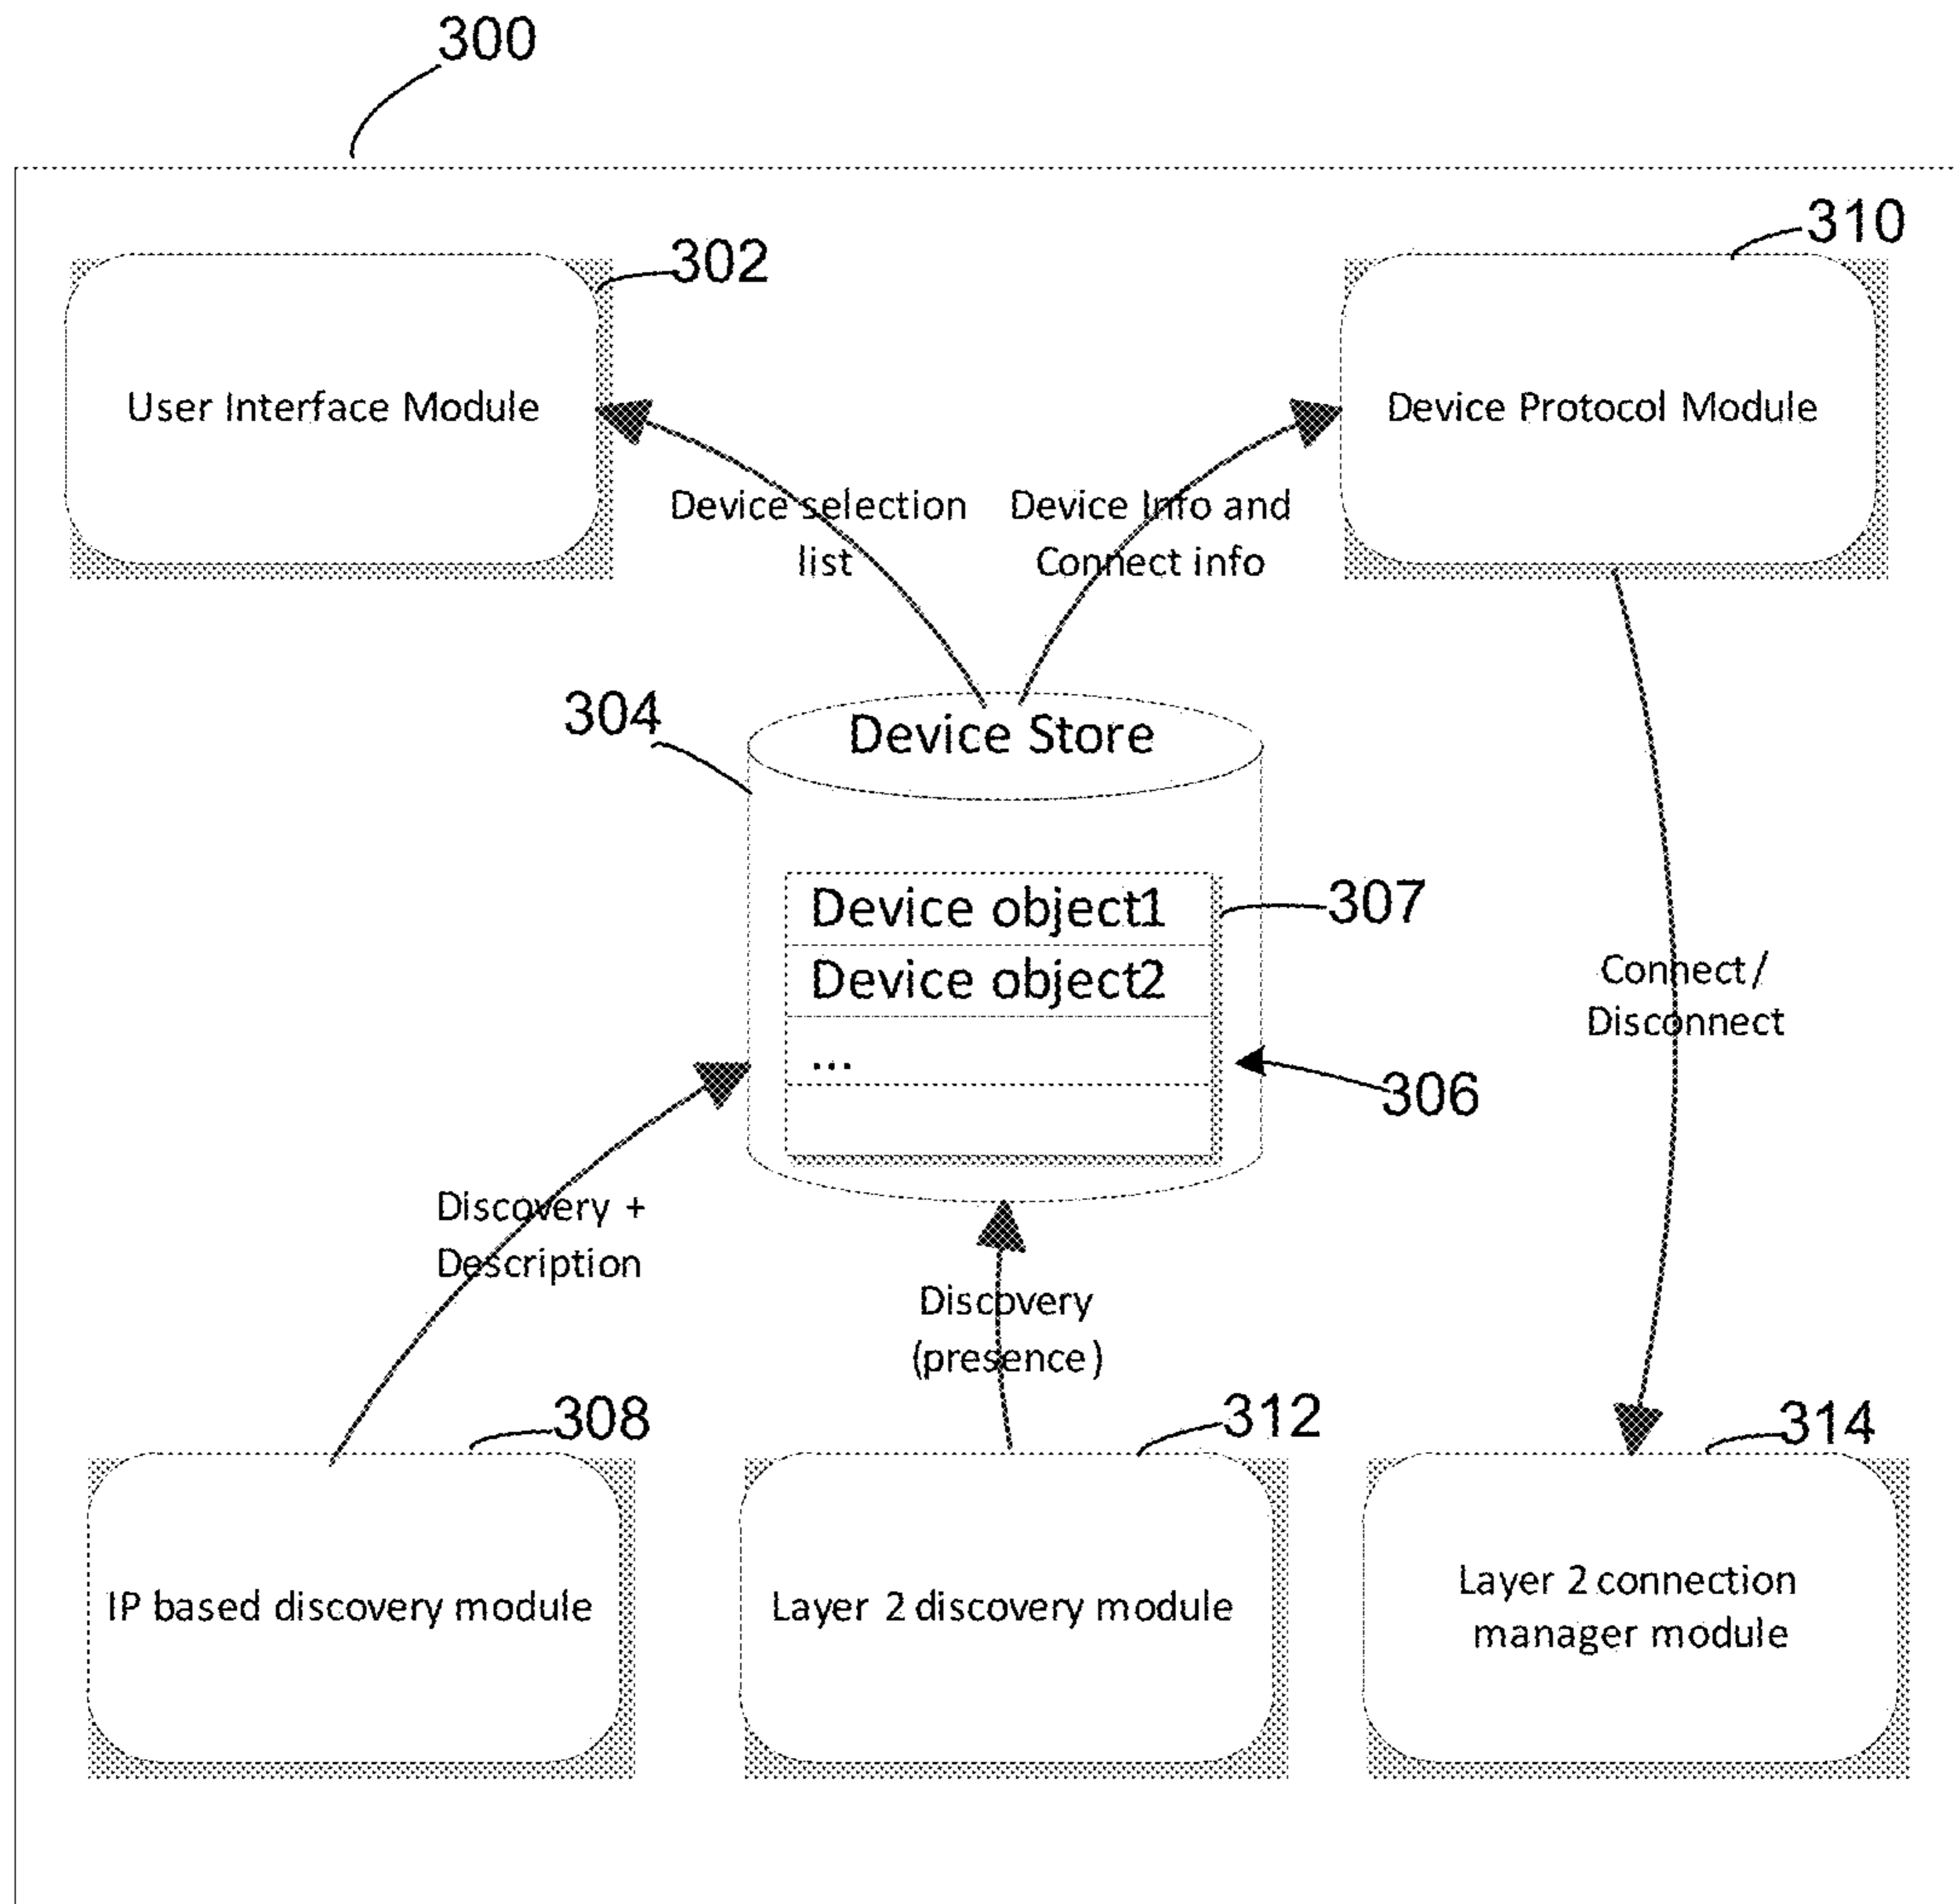 300
302
310
User Interface Module
Device Protocol Module
Device selection
list
Device Info and
Connect info
304
Device Store
Device object1
307
Device object2
...
306
Connect/
Disconnect
Discovery +
Description
Discovery
(presence)
308
312
314
IP based discovery module
Layer 2 discovery module
Layer 2 connection
manager module